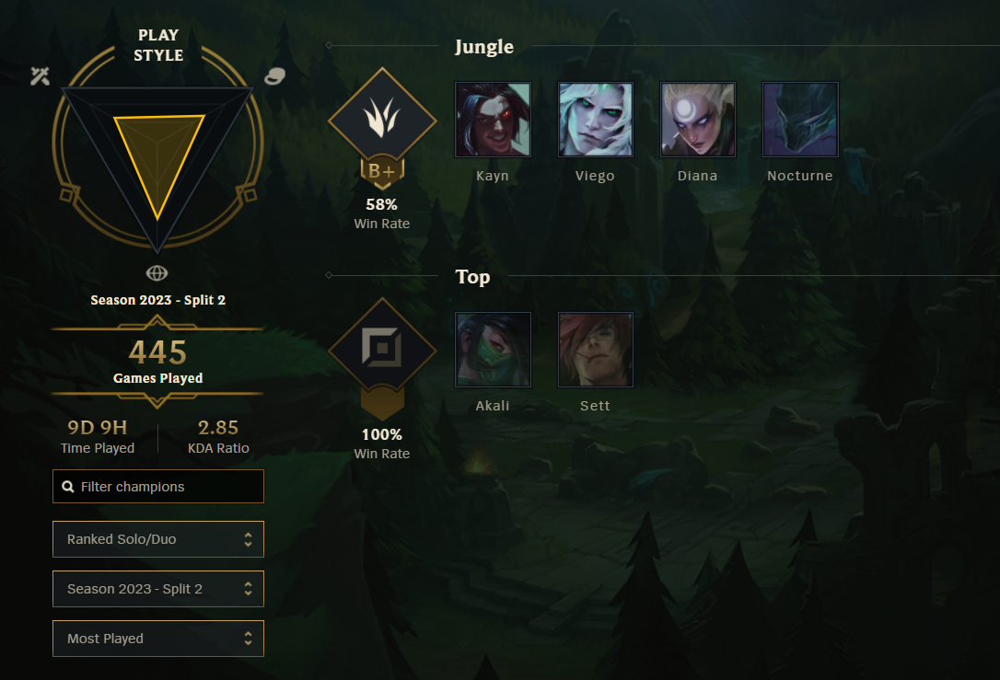 PLAY
STYLE
Season 2023 - Split 2
445
Games Played
9D 9H
Time Played
2.85
KDA Ratio
Filter champions
Ranked Solo/Duo
Season 2023 - Split 2
Most Played
Jungle
B+
58%
Win Rate
Kayn
Viego
Diana
Nocturne
Top
100%
Win Rate
Akali
Sett